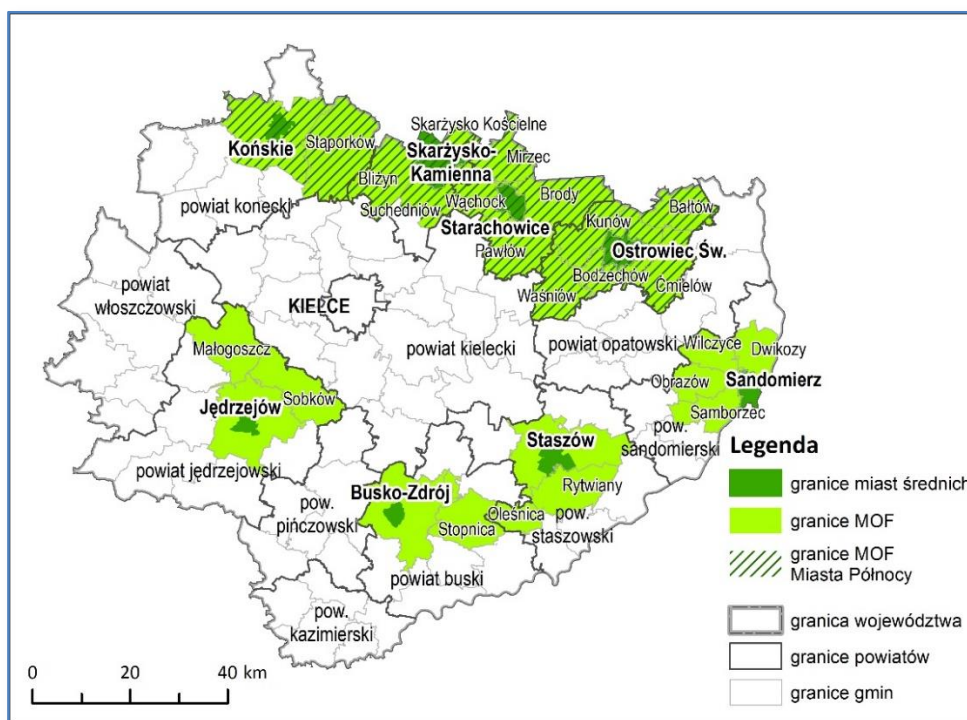 Skarżysko Kościelne
Końskie
Stąporków
Skarżysko-
Kamienna
Mirzec
Bliżyn
Brody
Bałtów
powiat konecki
Suchedniów
Wąchock
Kunów
Starachowice
Ostrowiec Św.
Pawłów
Bodzechów
Ćmielów
Waśniów
powiat
włoszczowski
KIELCE
powiat kielecki
powiat opatowski
Wilczyce
Dwikozy
Małogoszcz
Obrazów
Sandomierz
Sobków
Samborzec
Jędrzejów
pow.
sandomierski
Staszów
powiat jędrzejowski
Rytwiany
Busko-Zdrój
pow.
pińczowski
Stopnica
Oleśnica
pow.
staszowski
powiat buski
pow.
kazimierski
Legenda
granice miast średnich
granice MOF
granice MOF
Miasta Północy
granica województwa
granice powiatów
granice gmin
0 20 40 km